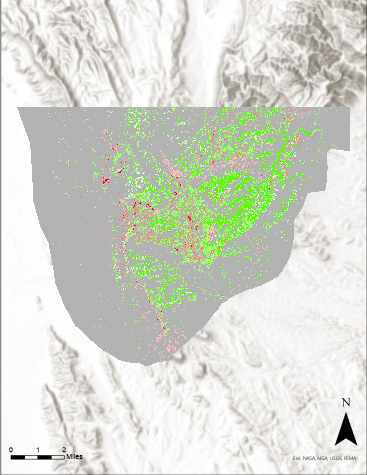 N
0 1 2
Miles
Esri, NASA, NGA, USGS, FEMA